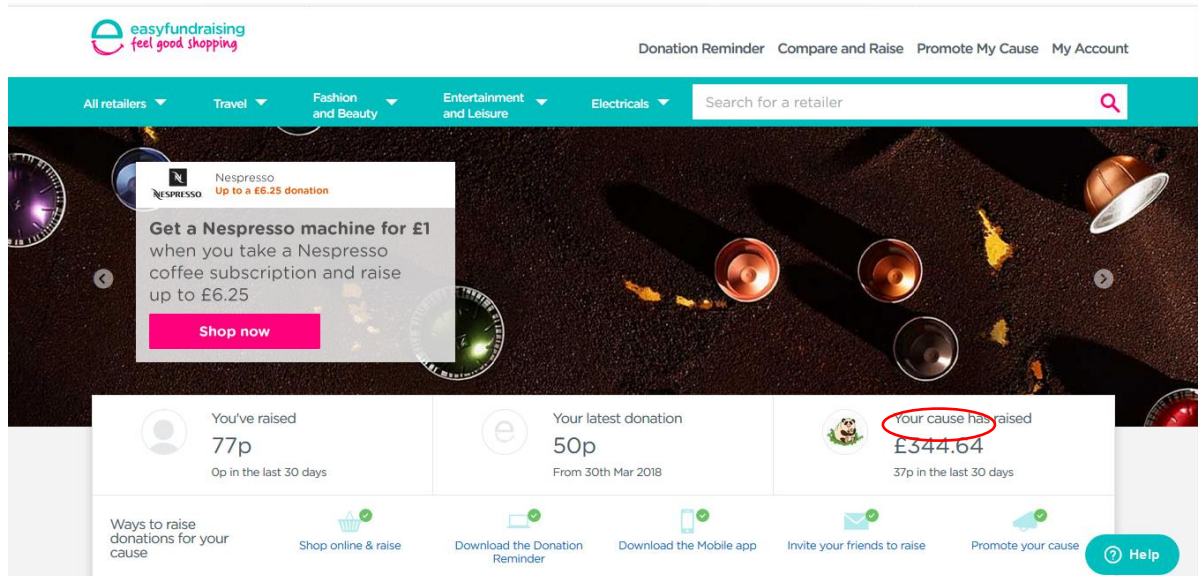 easyfundraising
feel good shopping
Donation Reminder Compare and Raise Promote My Cause My Account
All retailers Travel Fashion and Beauty Entertainment and Leisure Electricals Search for a retailer
NESPRESSO
Nespresso
Up to a £6.25 donation
Get a Nespresso machine for £1
when you take a Nespresso
coffee subscription and raise
up to £6.25
Shop now
You've raised
77p
0p in the last 30 days
Your latest donation
50p
From 30th Mar 2018
Your cause has raised
£344.64
37p in the last 30 days
Ways to raise
donations for your
cause
Shop online & raise
Download the Donation
Reminder
Download the Mobile app
Invite your friends to raise
Promote your cause
Help